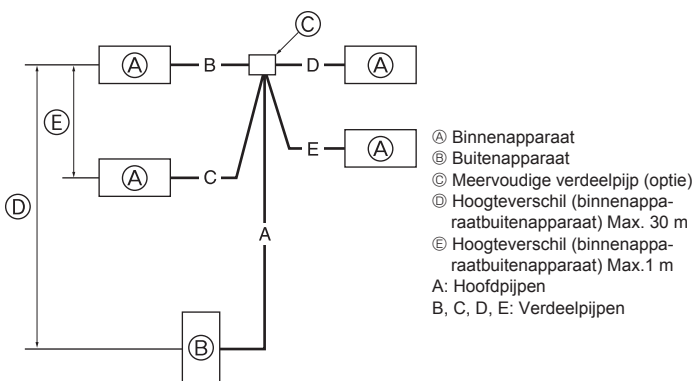 Ⓒ
Ⓐ B D Ⓐ
Ⓔ
E Ⓐ
Ⓐ C
Ⓓ
A
Ⓑ
Ⓐ Binnenapparaat
Ⓑ Buitenapparaat
Ⓒ Meervoudige verdeelpijp (optie)
Ⓓ Hoogteverschil (binnenappa-
raatbuitenapparaat) Max. 30 m
Ⓔ Hoogteverschil (binnenappa-
raatbuitenapparaat) Max.1 m
A: Hoofdpijpen
B, C, D, E: Verdeelpijpen